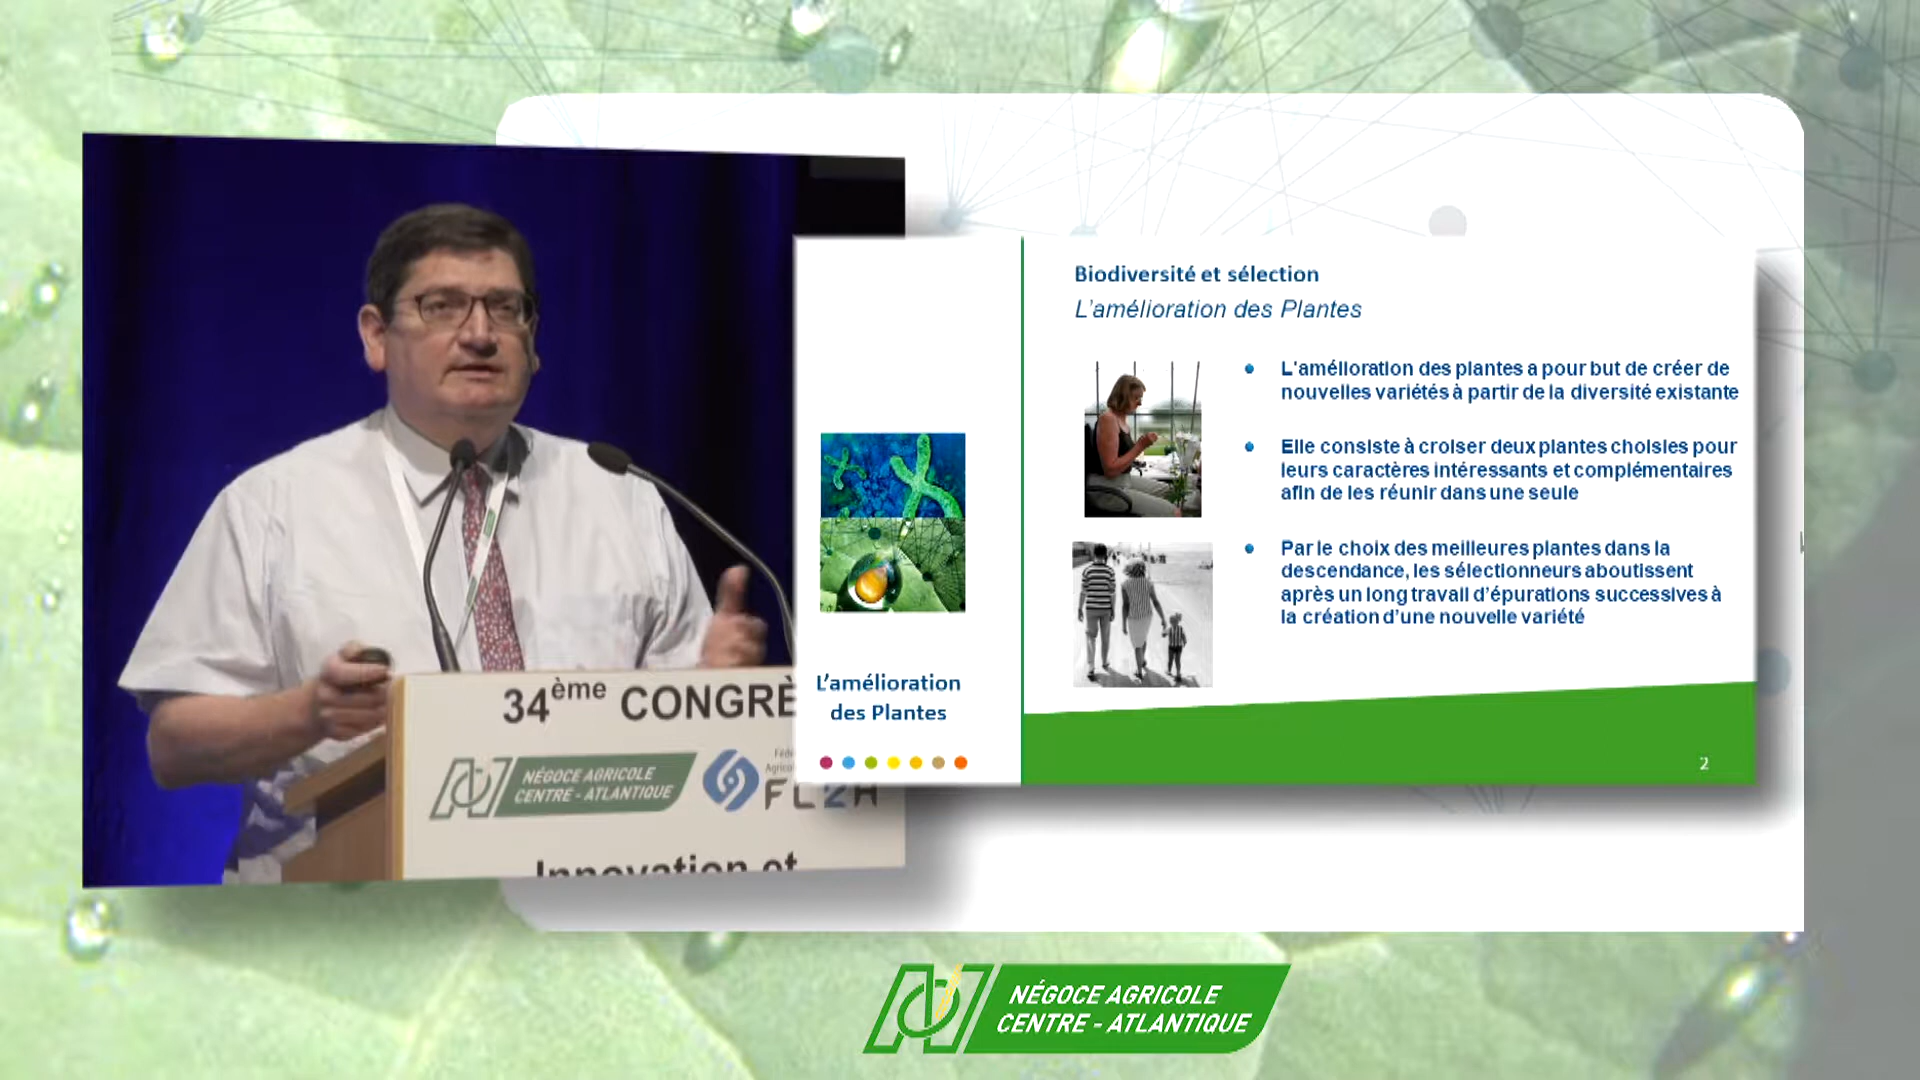 Biodiversité et sélection
L'amélioration des Plantes
L'amélioration des plantes a pour but de créer de
nouvelles variétés à partir de la diversité existante
Elle consiste à croiser deux plantes choisies pour
leurs caractères intéressants et complémentaires
afin de les réunir dans une seule
Par le choix des meilleures plantes dans la
descendance, les sélectionneurs aboutissent
après un long travail d'épurations successives à
la création d'une nouvelle variété
L'amélioration
des Plantes
2
34ème CONGRÈ
NÉGOCE AGRICOLE
CENTRE - ATLANTIQUE
Innovation et
NÉGOCE AGRICOLE
CENTRE - ATLANTIQUE